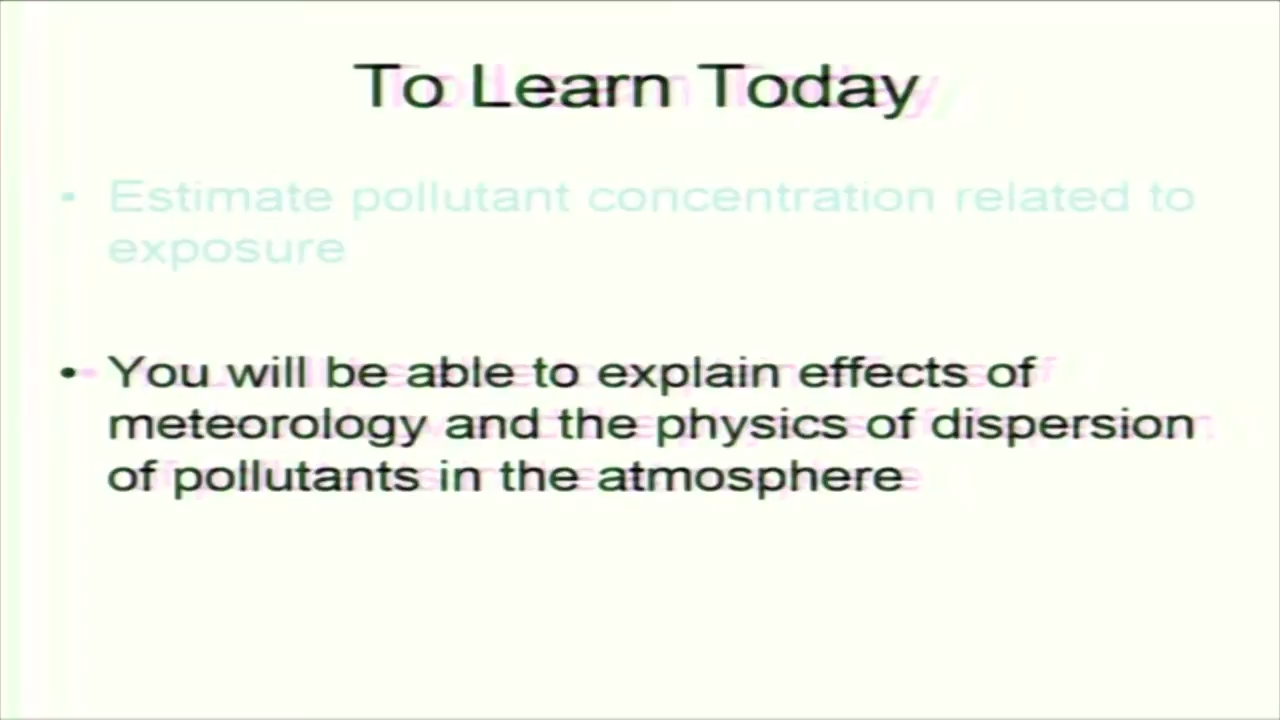 To Learn Today
• Estimate pollutant concentration related to
exposure
• You will be able to explain effects of
meteorology and the physics of dispersion
of pollutants in the atmosphere